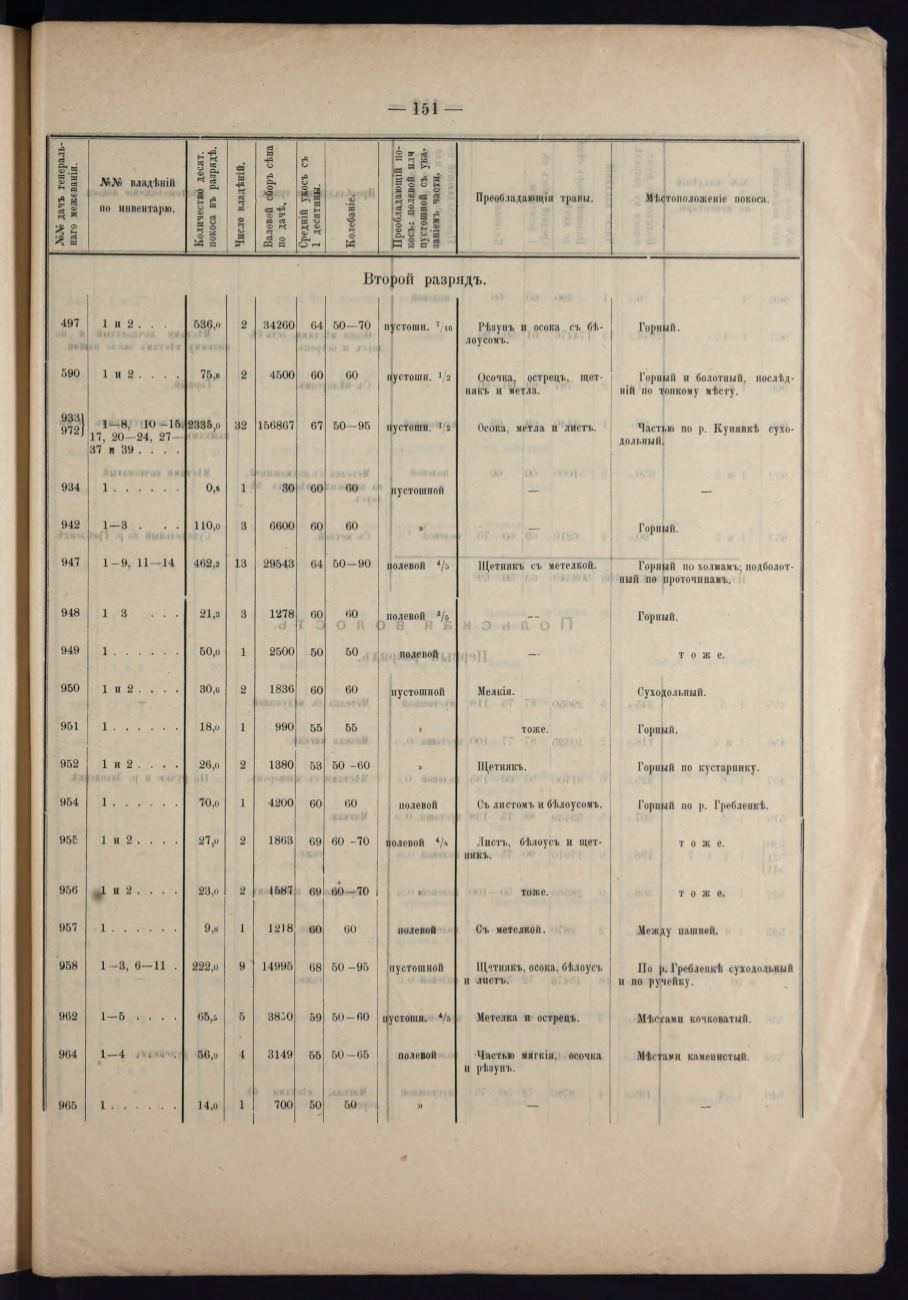 — 151 —
№№ дачъ генераль-
наго межеванія.
№№ владѣній
по инвентарю.
Количество десят.
покоса въ разрядѣ.
Число владѣній.
Валовой сборъ сѣна
по дачѣ.
Средній укосъ съ
1 десятины.
Колебаніе.
Преобладающій по-
косъ: полевой или
пустошной съ ука-
заніемъ части.
Преобладающія травы.
Мѣстоположеніе покоса.
Второй разрядъ.
497 1 и 2 . . . 536,0 2 34260 64 50—70 пустошн. 7/10 Рѣзунъ и осока съ бѣ- Горный.
лоусомъ.
590 1 и 2 . . . . 75,0 2 4500 60 60 пустошн. 1/2 Осочка, острецъ, щет- Горный и болотный, послѣд-
някъ и метла. ній по топкому мѣсту.
933) 1—8, 10—15, 2335,0 32 156867 67 50—95 пустошн. 1/2 Осока, метла и листъ. Частью по р. Кунянкѣ сухо-
972) 17, 20—24, 27— дольный.
37 и 39 . . . .
934 1 . . . . . . 0,5 1 30 60 60 пустошной — —
942 1—3 . . . 110,0 3 6600 60 60 » — Горный.
947 1—9, 11—14 462,2 13 29543 64 50—90 полевой 4/5 Щетнякъ съ метелкой. Горный по холмамъ; подболот-
ный по проточинамъ.
948 1 3 . . . 21,3 3 1278 60 60 полевой 3/5 — Горный.
949 1 . . . . . . 50,0 1 2500 50 50 полевой — тоже.
950 1 и 2 . . . . 30,6 2 1836 60 60 пустошной Мелкія. Суходольный.
951 1 . . . . . . 18,0 1 990 55 55 » тоже. Горный.
952 1 и 2 . . . . 26,0 2 1380 53 50—60 » Щетнякъ. Горный по кустарнику.
954 1 . . . . . . 70,0 1 4200 60 60 полевой Съ листомъ и бѣлоусомъ. Горный по р. Гребленкѣ.
955 1 и 2 . . . . 27,0 2 1863 69 60—70 полевой 4/5 Листъ, бѣлоусъ и щет- тоже.
някъ.
956 1 и 2 . . . . 23,0 2 1587 69 60—70 » тоже. тоже.
957 1 . . . . . . 9,8 1 1218 60 60 полевой Съ метелкой. Между пашней.
958 1—3, 6—11 . 222,0 9 14995 68 50—95 пустошной Щетнякъ, осока, бѣлоусъ По р. Гребленкѣ суходольный
и листъ. и по ручейку.
962 1—5 . . . . 65,5 5 59 50—60 пустошн. 4/5 Метелка и острецъ. Мѣстами кочковатый.
964 1—4 . . . . . 56,0 4 3149 55 50—65 полевой Частью мягкія, осочка Мѣстами каменистый.
и рѣзунъ.
965 1 . . . . . . 14,0 1 700 50 50 » — —